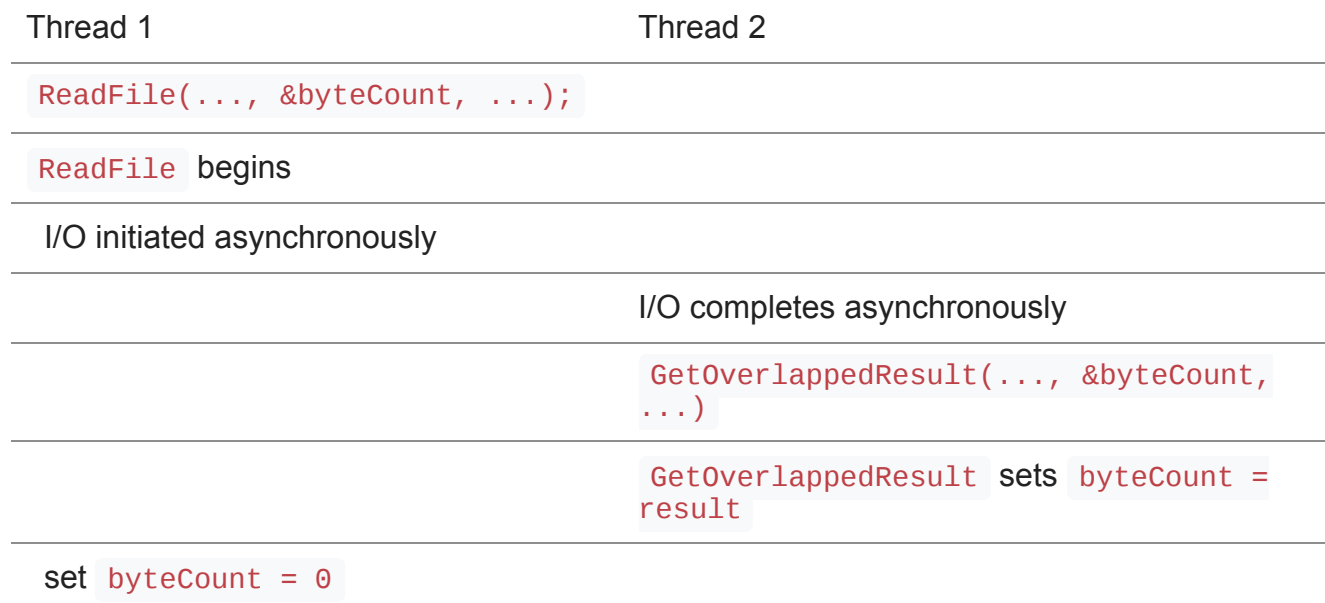 Thread 1
Thread 2
ReadFile(..., &byteCount, ...);
ReadFile begins
I/O initiated asynchronously
I/O completes asynchronously
GetOverlappedResult(..., &byteCount,
...)
GetOverlappedResult sets byteCount =
result
set byteCount = 0